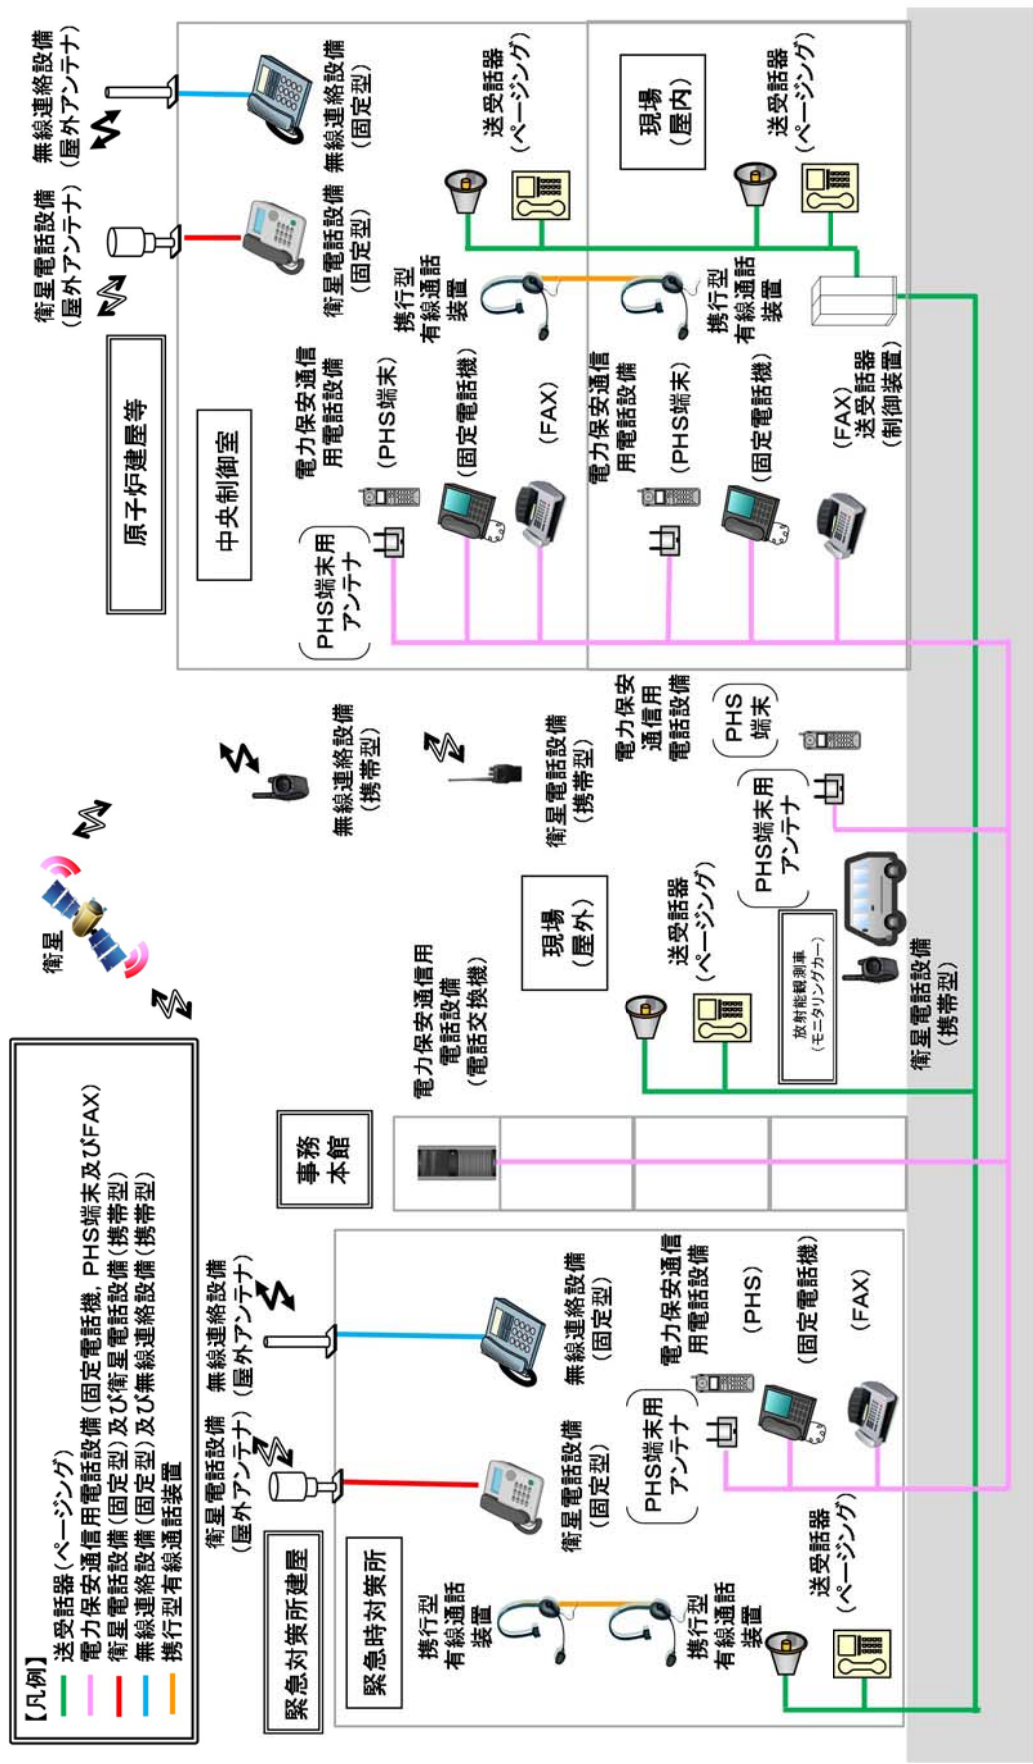 【凡例】
送受話器(ページング)
電力保安通信用電話設備(固定電話機，PHS端末及びFAX)
衛星電話設備(固定型)及び衛星電話設備(携帯型)
無線連絡設備(固定型)及び無線連絡設備(携帯型)
携行型有線通話装置
衛星
緊急対策所建屋
衛星電話設備
(屋外アンテナ)
無線連絡設備
(屋外アンテナ)
緊急時対策所
携行型
有線通話
装置
衛星電話設備
(固定型)
無線連絡設備
(固定型)
携行型
有線通話
装置
PHS端末用
アンテナ
電力保安通信
用電話設備
(PHS)
(固定電話機)
(FAX)
送受話器
(ページング)
事務
本館
電力保安通信用
電話設備
(電話交換機)
現場
(屋外)
送受話器
(ページング)
放射能観測車
(モニタリングカー)
衛星電話設備
(携帯型)
無線連絡設備
(携帯型)
衛星電話設備
(携帯型)
電力保安
通信用
電話設備
PHS
端末
PHS端末用
アンテナ
原子炉建屋等
衛星電話設備
(屋外アンテナ)
無線連絡設備
(屋外アンテナ)
中央制御室
衛星電話設備
(固定型)
無線連絡設備
(固定型)
PHS端末用
アンテナ
電力保安通信
用電話設備
(PHS端末)
(固定電話機)
(FAX)
携行型
有線通話
装置
送受話器
(ページング)
現場
(屋内)
電力保安通信
用電話設備
(PHS端末)
(固定電話機)
(FAX)
携行型
有線通話
装置
送受話器
(ページング)
送受話器
(制御装置)